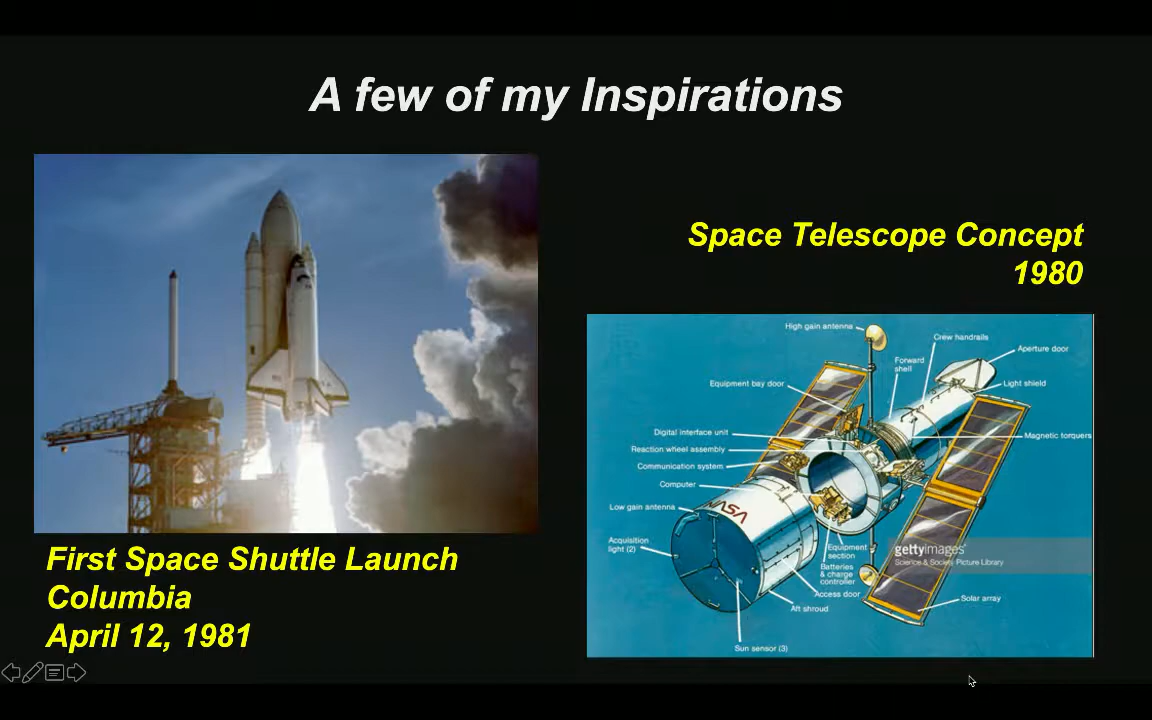 A few of my Inspirations
First Space Shuttle Launch
Columbia
April 12, 1981
Space Telescope Concept
1980
High gain antenna
Crew handrails
Aperture door
Forward
shell
Light shield
Equipment bay door
Magnetic torquers
Digital interface unit
Reaction wheel assembly
Communication system
Computer
Low gain antenna
NASA
Acquisition
light (2)
Equipment
section
Batteries
& charge
controller
Access door
Aft shroud
Sun sensor (3)
Solar array
gettyimages
Science & Society Picture Library